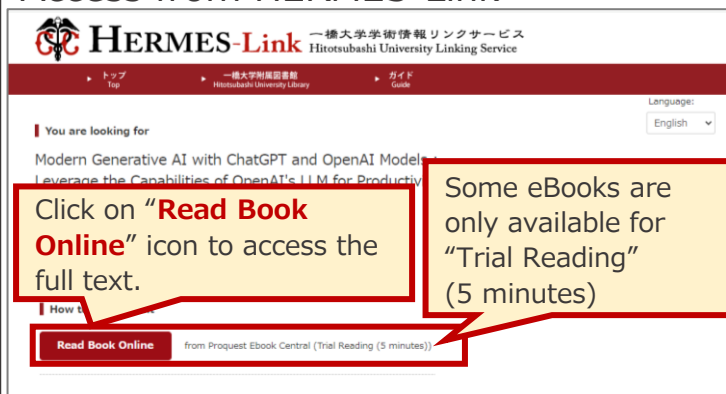 Access from HERMES-Link
HERMES-Link 一橋大学学術情報リンクサービス
Hitotsubashi University Linking Service
トップ
Top
一橋大学附属図書館
Hitotsubashi University Library
ガイド
Guide
Language:
English
You are looking for
Modern Generative AI with ChatGPT and OpenAI Models :
Leverage the Capabilities of OpenAI's LLM for Productiv
Click on “Read Book
Online” icon to access the
full text.
Some eBooks are
only available for
“Trial Reading”
(5 minutes)
How t
Read Book Online
from Proquest Ebook Central (Trial Reading (5 minutes))